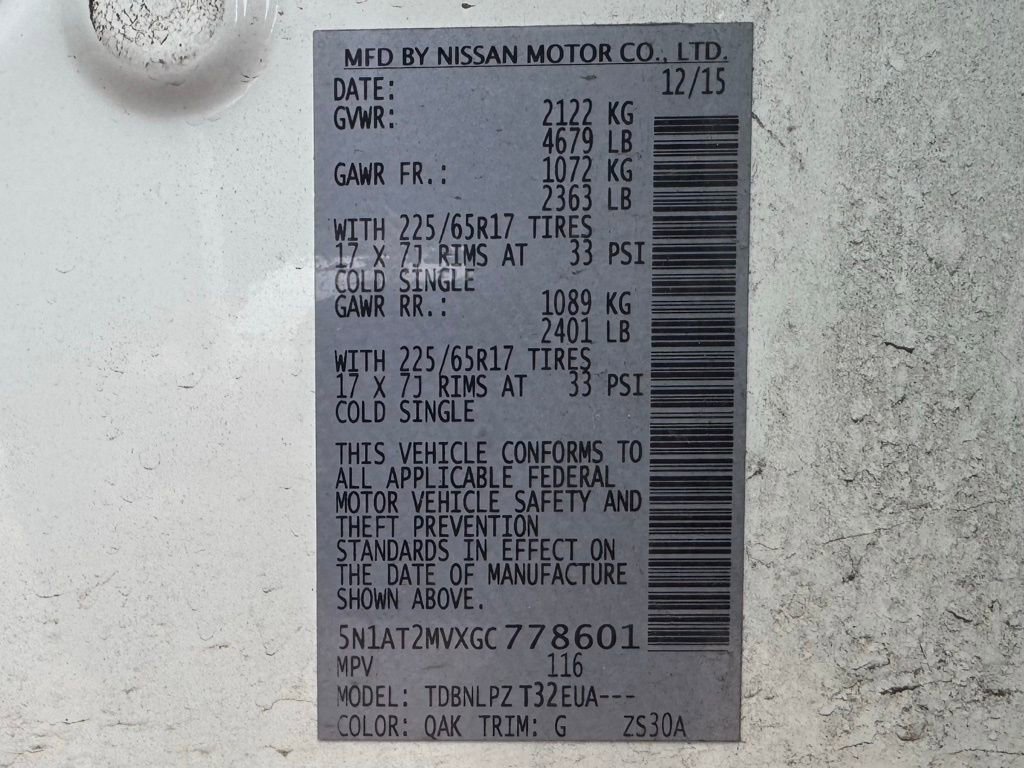 MFD BY NISSAN MOTOR CO., LTD.
DATE: 12/15
GVWR: 2122 KG
4679 LB
GAWR FR.: 1072 KG
2363 LB
WITH 225/65R17 TIRES
17 X 7J RIMS AT 33 PSI
COLD SINGLE
GAWR RR.: 1089 KG
2401 LB
WITH 225/65R17 TIRES
17 X 7J RIMS AT 33 PSI
COLD SINGLE
THIS VEHICLE CONFORMS TO
ALL APPLICABLE FEDERAL
MOTOR VEHICLE SAFETY AND
THEFT PREVENTION
STANDARDS IN EFFECT ON
THE DATE OF MANUFACTURE
SHOWN ABOVE.
5N1AT2MVXGC778601
MPV 116
MODEL: TDBNLPZ T32EUA---
COLOR: QAK TRIM: G ZS30A